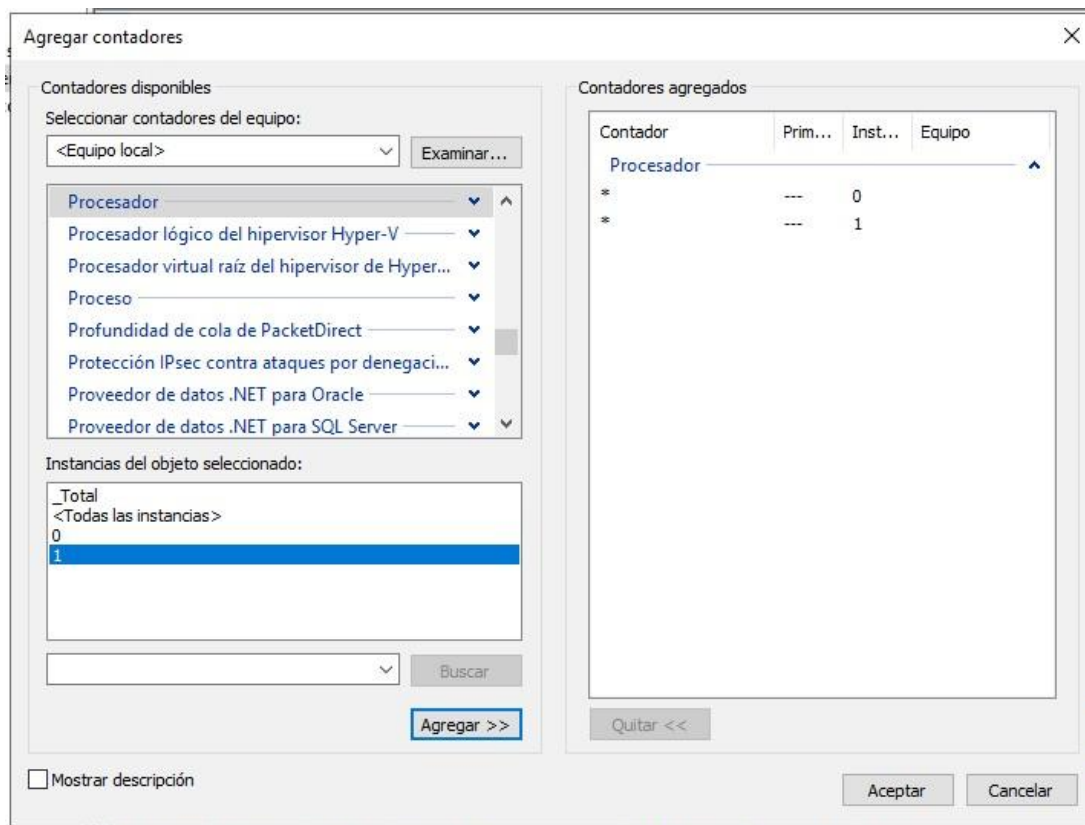 Agregar contadores
Contadores disponibles
Seleccionar contadores del equipo:
<Equipo local>
Examinar...
Procesador
Procesador lógico del hipervisor Hyper-V
Procesador virtual raíz del hipervisor de Hyper...
Proceso
Profundidad de cola de PacketDirect
Protección IPsec contra ataques por denegaci...
Proveedor de datos .NET para Oracle
Proveedor de datos .NET para SQL Server
Instancias del objeto seleccionado:
_Total
<Todas las instancias>
0
1
Buscar
Agregar >>
Contadores agregados
Contador Prim... Inst... Equipo
Procesador
* --- 0
* --- 1
Quitar <<
Mostrar descripción
Aceptar
Cancelar